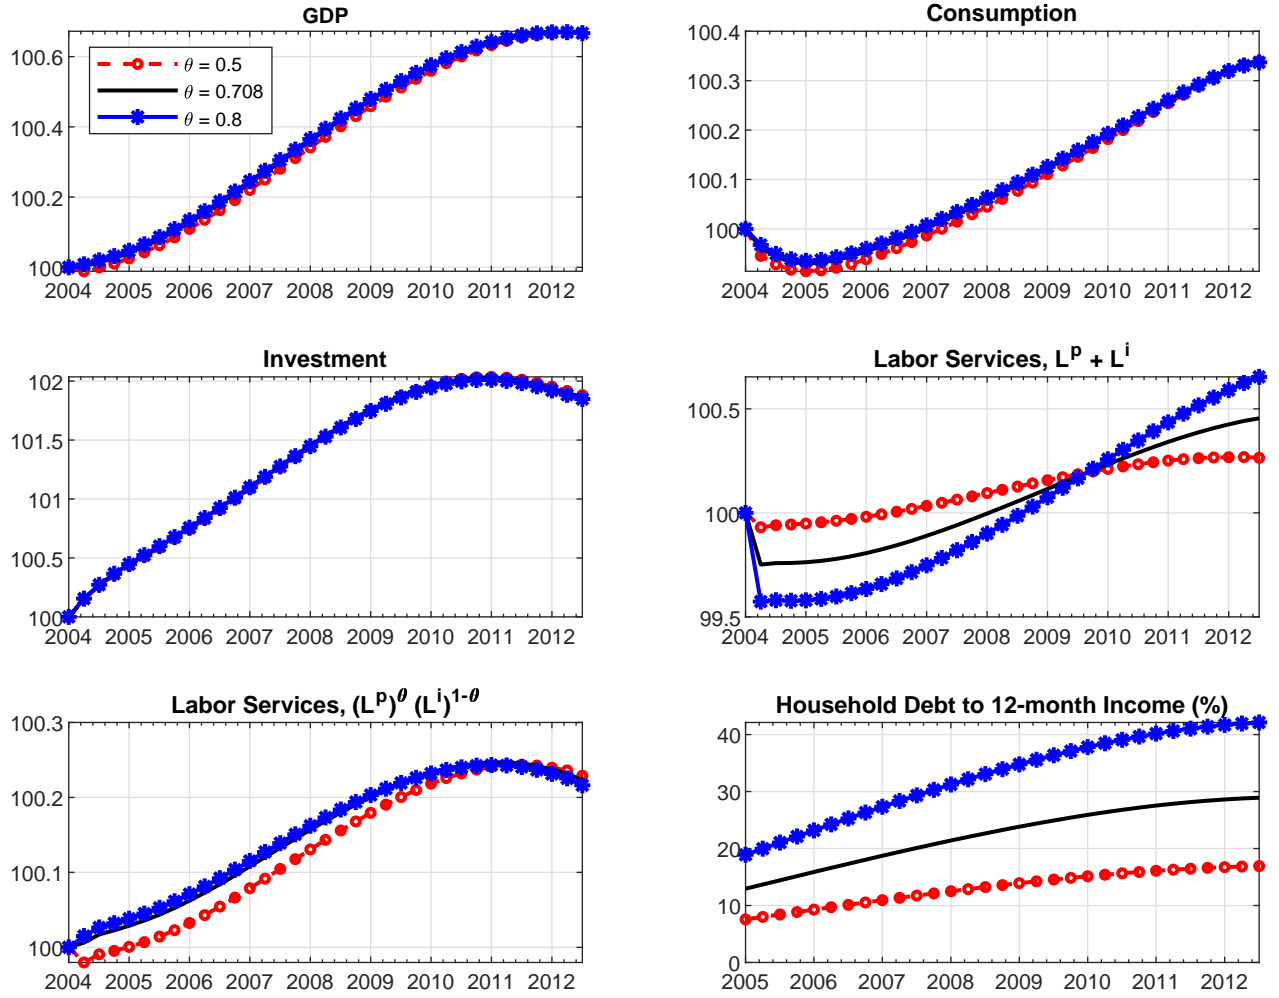 GDP
100.6
100.4
100.2
100
2004 2005 2006 2007 2008 2009 2010 2011 2012
θ = 0.5
θ = 0.708
θ = 0.8
Consumption
100.4
100.3
100.2
100.1
100
2004 2005 2006 2007 2008 2009 2010 2011 2012
Investment
102
101.5
101
100.5
100
2004 2005 2006 2007 2008 2009 2010 2011 2012
Labor Services, L^p + L^i
100.5
100
99.5
2004 2005 2006 2007 2008 2009 2010 2011 2012
Labor Services, (L^p)^θ (L^i)^1-θ
100.3
100.2
100.1
100
2004 2005 2006 2007 2008 2009 2010 2011 2012
Household Debt to 12-month Income (%)
40
30
20
10
0
2005 2006 2007 2008 2009 2010 2011 2012